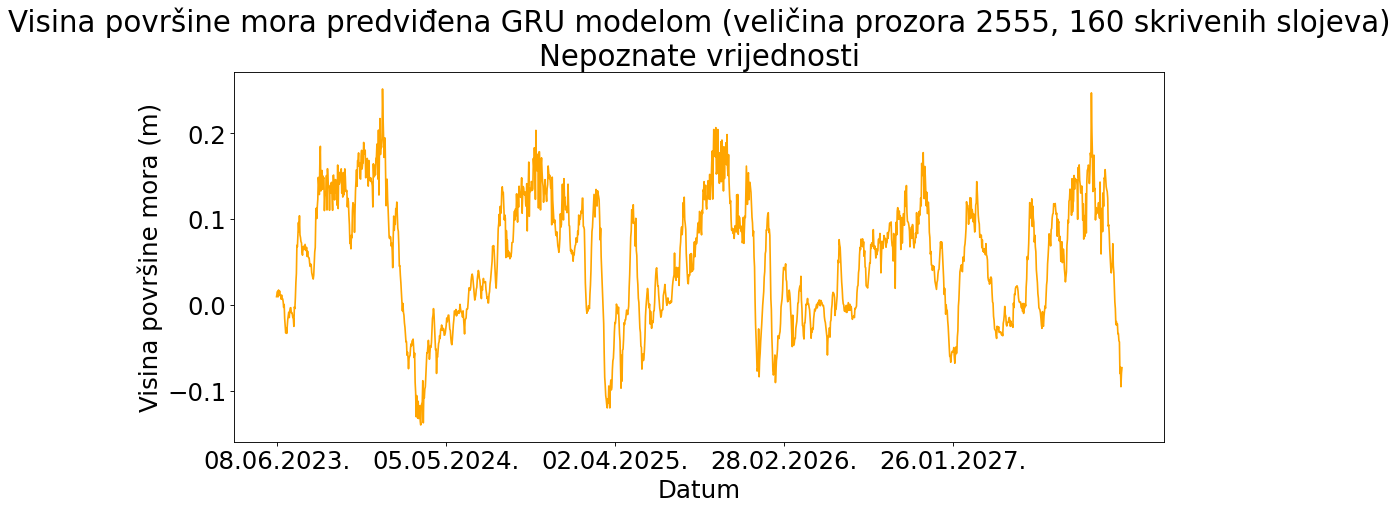 Visina površine mora predviđena GRU modelom (veličina prozora 2555, 160 skrivenih slojeva)
Nepoznate vrijednosti
Visina površine mora (m)
0.2
0.1
0.0
−0.1
08.06.2023. 05.05.2024. 02.04.2025. 28.02.2026. 26.01.2027.
Datum